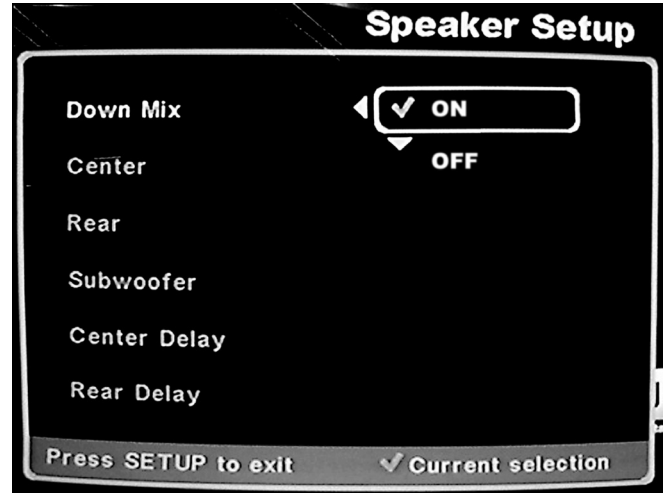 Speaker Setup
Down Mix ON
Center OFF
Rear
Subwoofer
Center Delay
Rear Delay
Press SETUP to exit Current selection